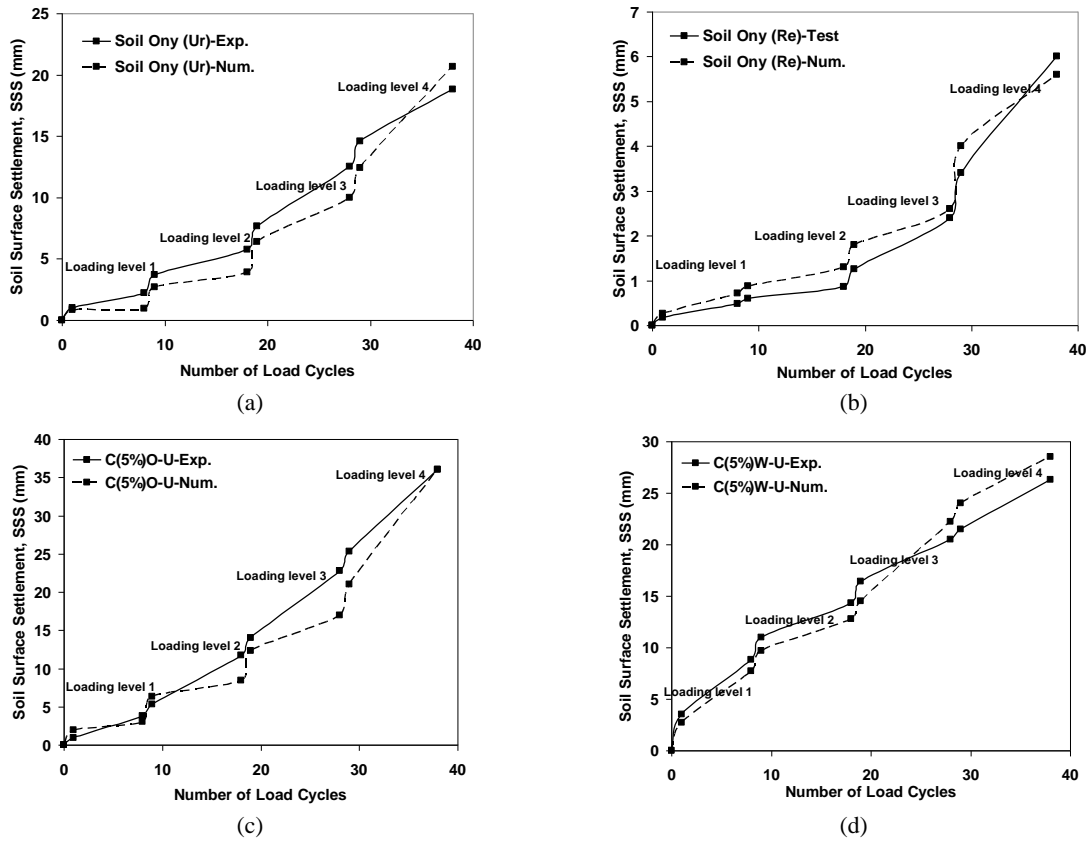 25
20
15
10
5
0
Soil Surface Settlement, SSS (mm)
Soil Ony (Ur)-Exp.
Soil Ony (Ur)-Num.
Loading level 4
Loading level 3
Loading level 2
Loading level 1
0 10 20 30 40
Number of Load Cycles
(a)
7
6
5
4
3
2
1
0
Soil Surface Settlement, SSS (mm)
Soil Ony (Re)-Test
Soil Ony (Re)-Num.
Loading level 4
Loading level 3
Loading level 2
Loading level 1
0 10 20 30 40
Number of Load Cycles
(b)
40
35
30
25
20
15
10
5
0
Soil Surface Settlement, SSS (mm)
C(5%)O-U-Exp.
C(5%)O-U-Num.
Loading level 4
Loading level 3
Loading level 2
Loading level 1
0 10 20 30 40
Number of Load Cycles
(c)
30
25
20
15
10
5
0
Soil Surface Settlement, SSS (mm)
C(5%)W-U-Exp.
C(5%)W-U-Num.
Loading level 4
Loading level 3
Loading level 2
Loading level 1
0 10 20 30 40
Number of Load Cycles
(d)